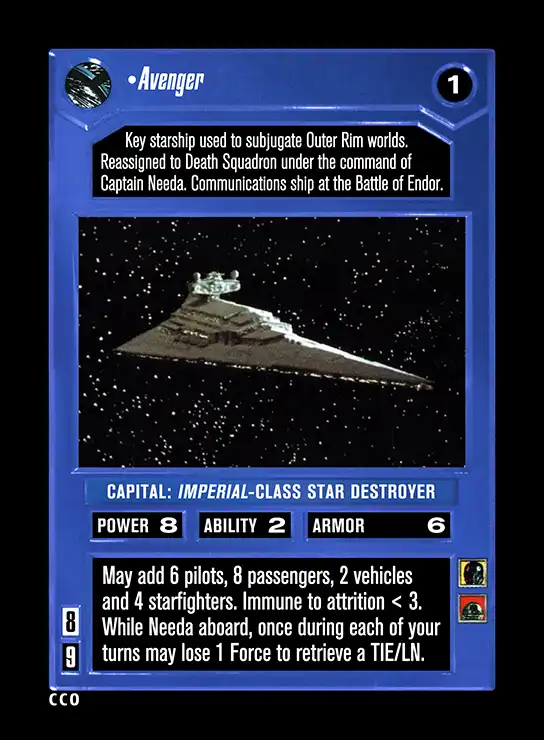 •Avenger
1
Key starship used to subjugate Outer Rim worlds.
Reassigned to Death Squadron under the command of
Captain Needa. Communications ship at the Battle of Endor.
CAPITAL: IMPERIAL-CLASS STAR DESTROYER
POWER 8 ABILITY 2 ARMOR 6
May add 6 pilots, 8 passengers, 2 vehicles
and 4 starfighters. Immune to attrition < 3.
While Needa aboard, once during each of your
turns may lose 1 Force to retrieve a TIE/LN.
8
9
CCO